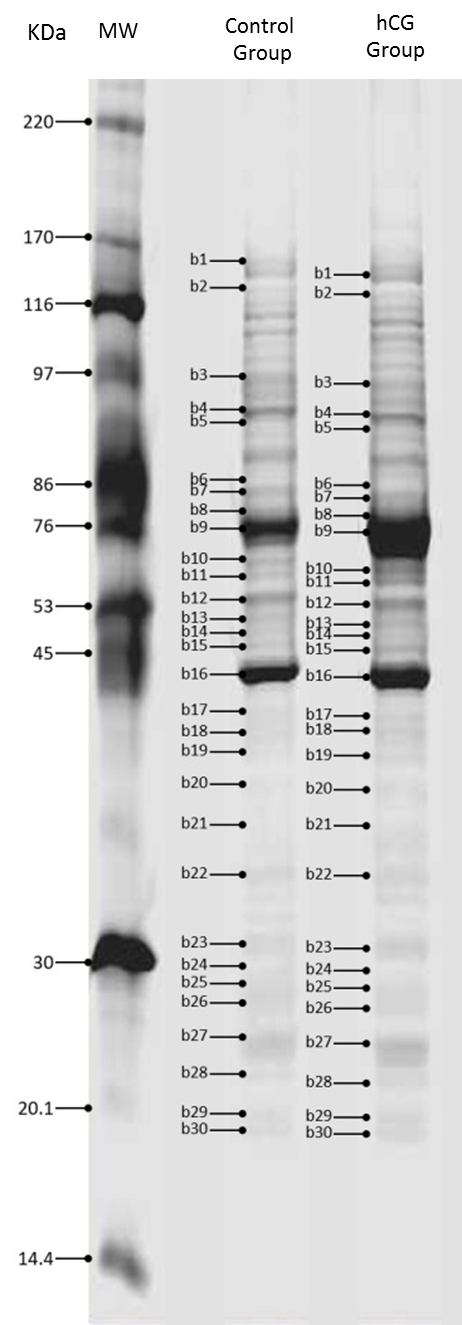 KDa MW Control Group hCG Group
220
170
116
97
86
76
53
45
30
20.1
14.4
b1
b2
b3
b4
b5
b6
b7
b8
b9
b10
b11
b12
b13
b14
b15
b16
b17
b18
b19
b20
b21
b22
b23
b24
b25
b26
b27
b28
b29
b30
b1
b2
b3
b4
b5
b6
b7
b8
b9
b10
b11
b12
b13
b14
b15
b16
b17
b18
b19
b20
b21
b22
b23
b24
b25
b26
b27
b28
b29
b30